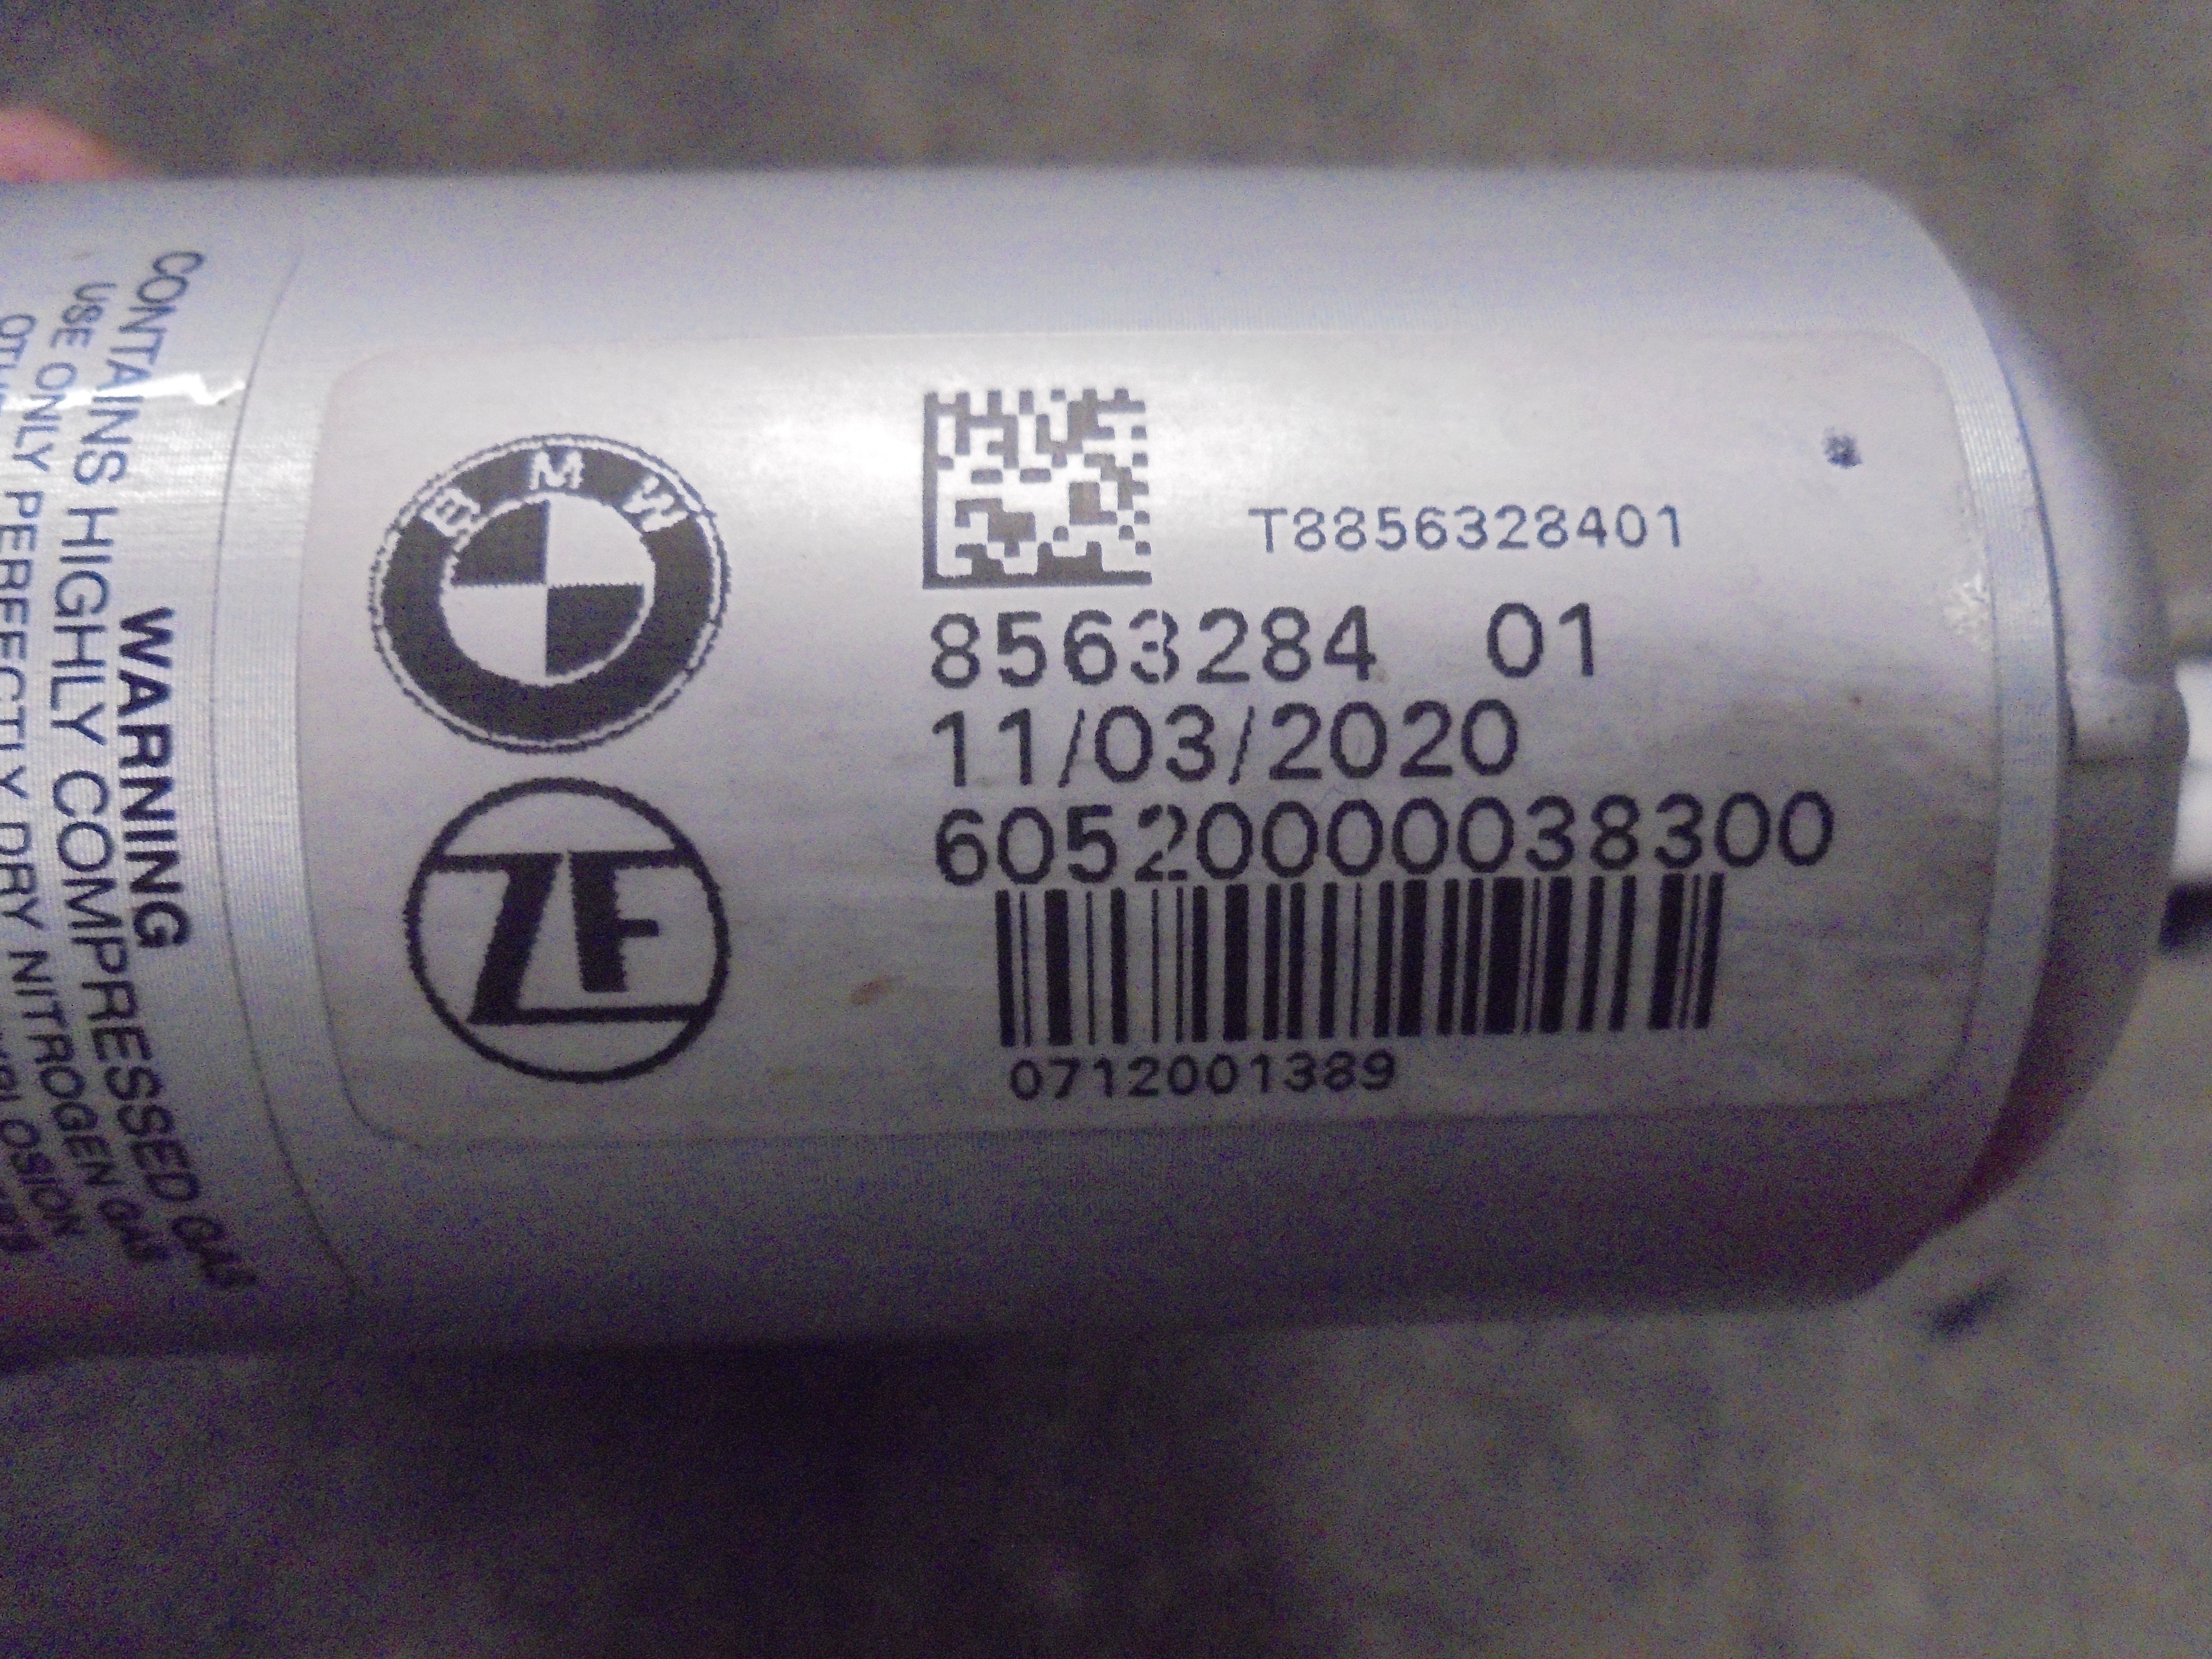 BMW
ZF
T8856328401
8563284 01
11/03/2020
60520000038300
0712001389
WARNING
CONTAINS HIGHLY COMPRESSED GAS
USE ONLY PERFECTLY DRY NITROGEN GAS